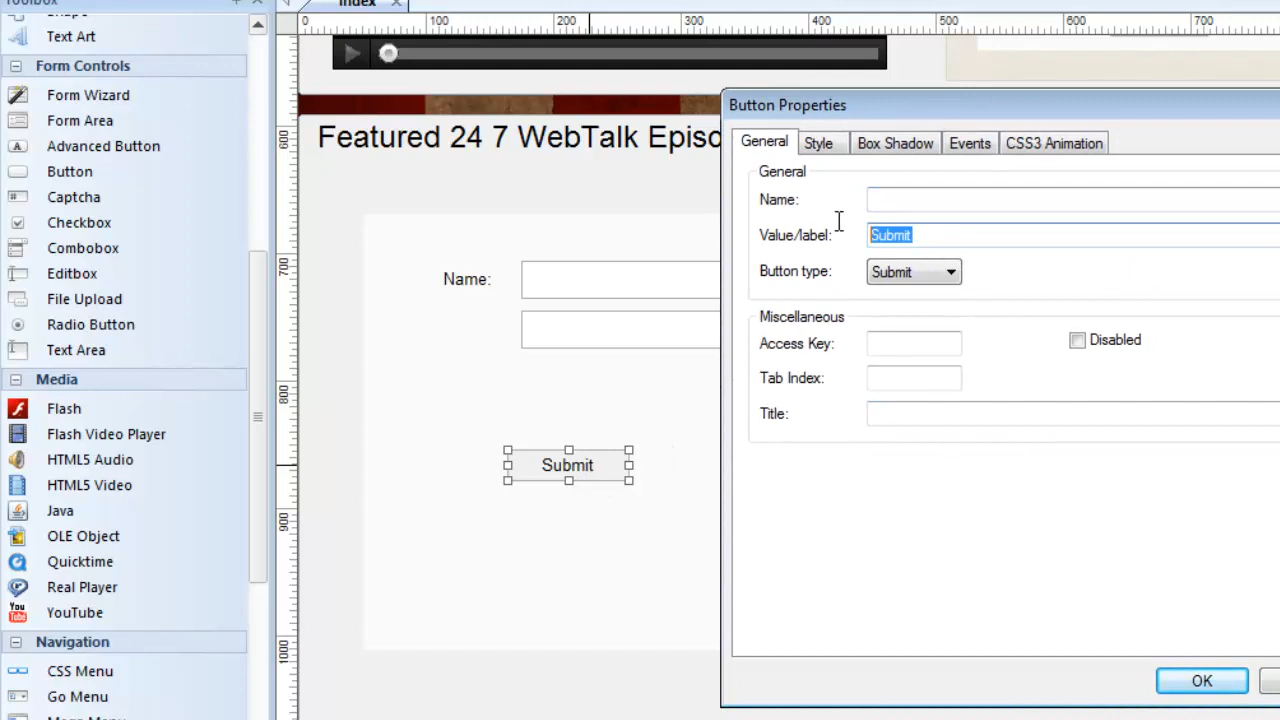 Toolbox
Index
Text Art
Form Controls
Form Wizard
Form Area
Advanced Button
Button
Captcha
Checkbox
Combobox
Editbox
File Upload
Radio Button
Text Area
Media
Flash
Flash Video Player
HTML5 Audio
HTML5 Video
Java
OLE Object
Quicktime
Real Player
YouTube
Navigation
CSS Menu
Go Menu
0 100 200 300 400 500 600 700
600
700
800
900
1000
Featured 24 7 WebTalk Episo
Name:
Submit
Button Properties
General Style Box Shadow Events CSS3 Animation
General
Name:
Value/label: Submit
Button type: Submit
Miscellaneous
Access Key:
Disabled
Tab Index:
Title:
OK